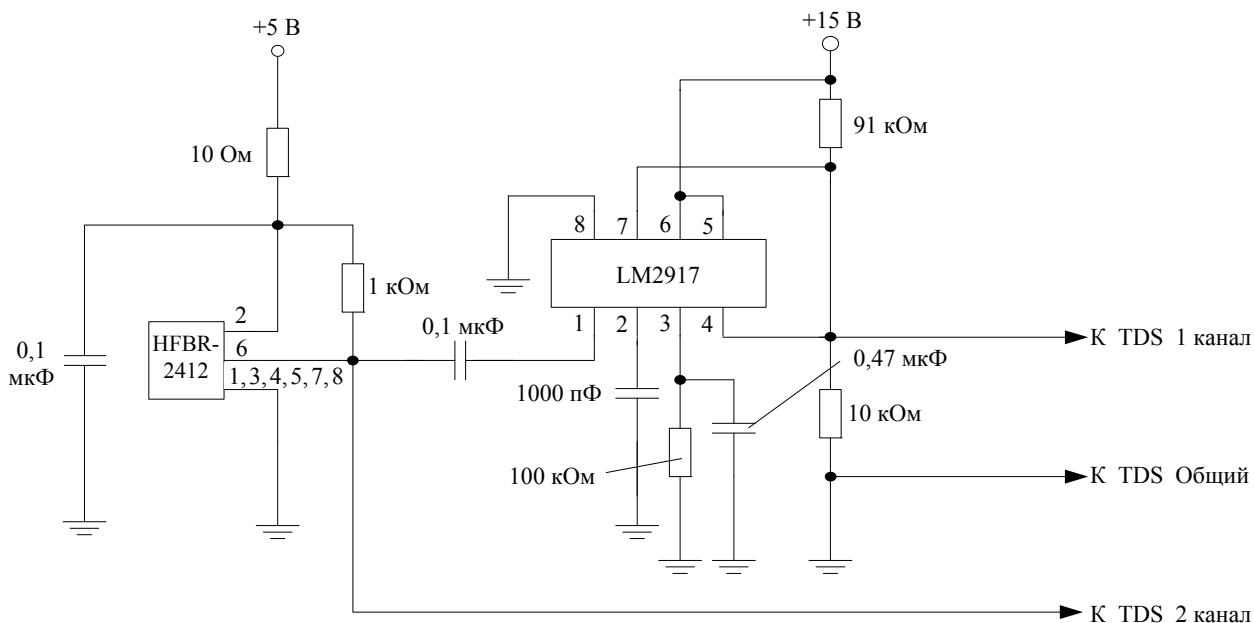 +5 В
+15 В
10 Ом
91 кОм
8 7 6 5
LM2917
1 кОм
2
0,1 мкФ
1 2 3 4
HFBR-
2412
6
К TDS 1 канал
0,1
мкФ
1, 3, 4, 5, 7, 8
0,47 мкФ
1000 пФ
10 кОм
100 кОм
К TDS Общий
К TDS 2 канал